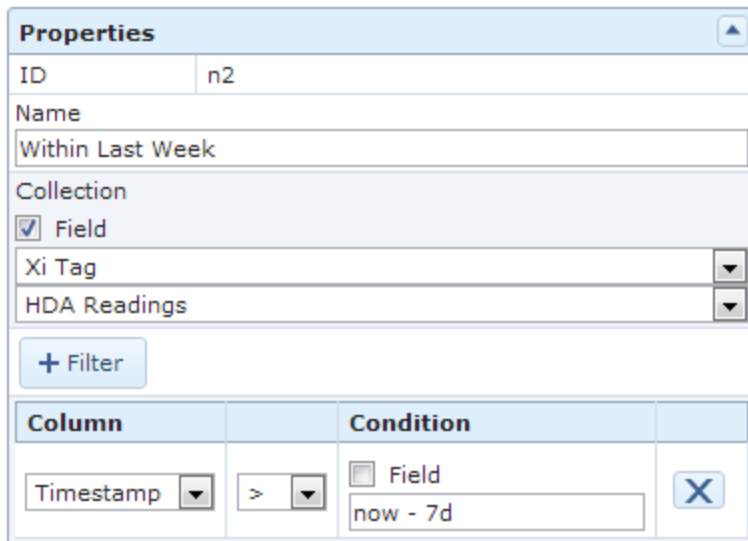 Properties
ID n2
Name
Within Last Week
Collection
Field
Xi Tag
HDA Readings
+ Filter
Column Condition
Timestamp > Field
now - 7d
X